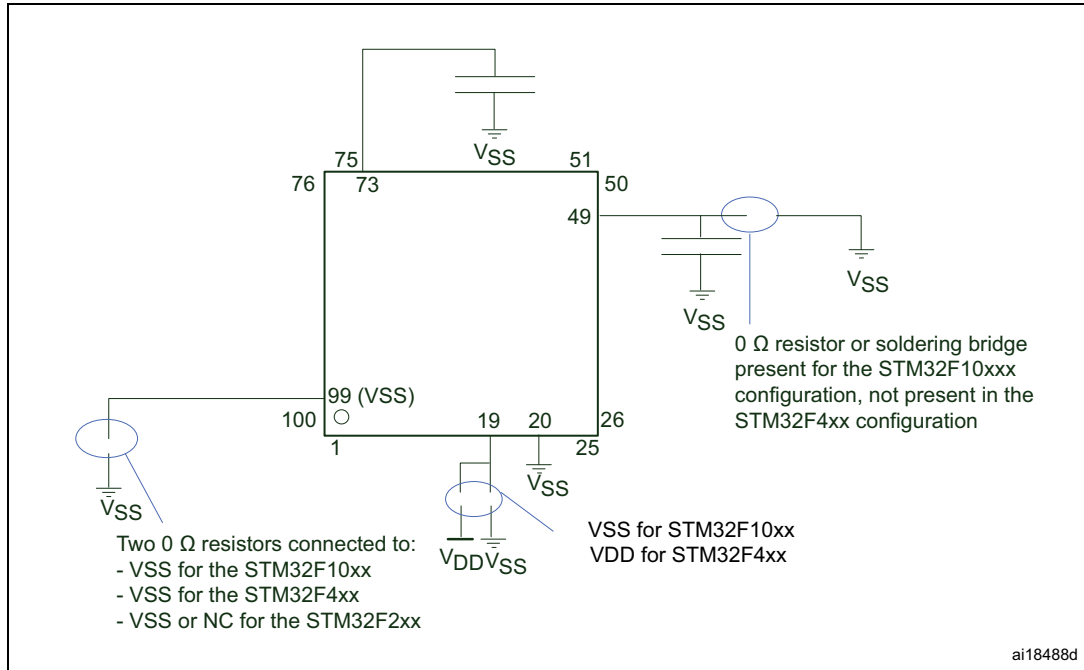 VSS
75
51
76
73
50
49
VSS
VSS
0 Ω resistor or soldering bridge
present for the STM32F10xxx
configuration, not present in the
STM32F4xx configuration
99 (VSS)
100
19
20
26
1
25
VSS
VSS
VDD VSS
Two 0 Ω resistors connected to:
- VSS for the STM32F10xx
- VSS for the STM32F4xx
- VSS or NC for the STM32F2xx
VSS for STM32F10xx
VDD for STM32F4xx
ai18488d